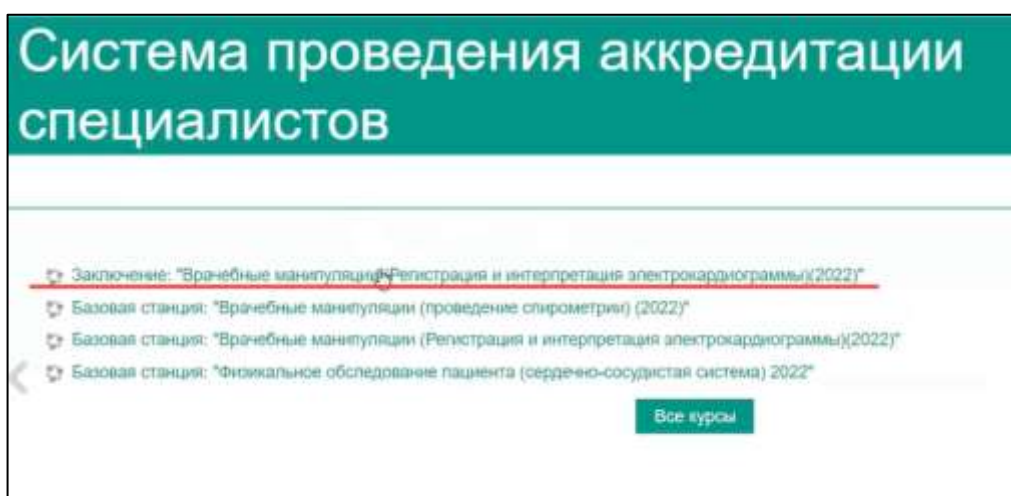 Система проведения аккредитации
специалистов
Заключение: "Врачебные манипуляции( Регистрация и интерпретация электрокардиограммы)(2022)"
Базовая станция: "Врачебные манипуляции (проведение спирометрии) (2022)"
Базовая станция: "Врачебные манипуляции (Регистрация и интерпретация электрокардиограммы)(2022)"
Базовая станция: "Физикальное обследование пациента (сердечно-сосудистая система) 2022"
Все курсы